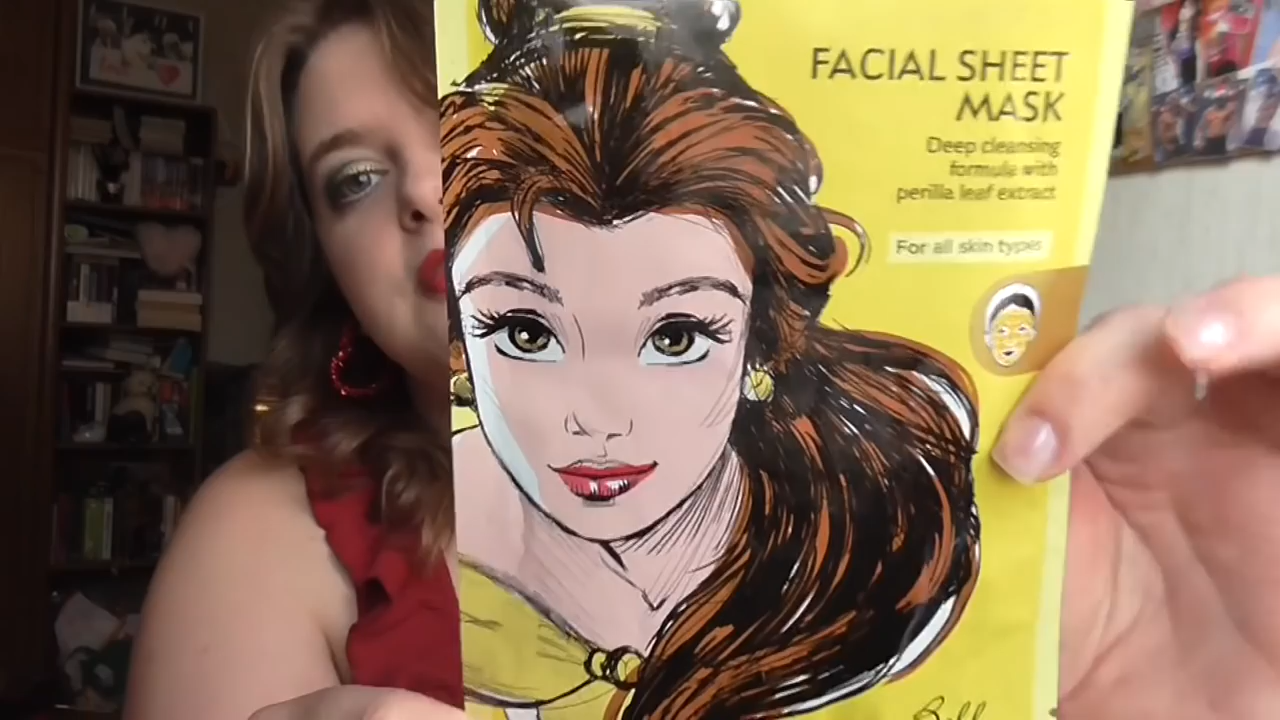 FACIAL SHEET
MASK
Deep cleansing
formula with
perilla leaf extract
For all skin types